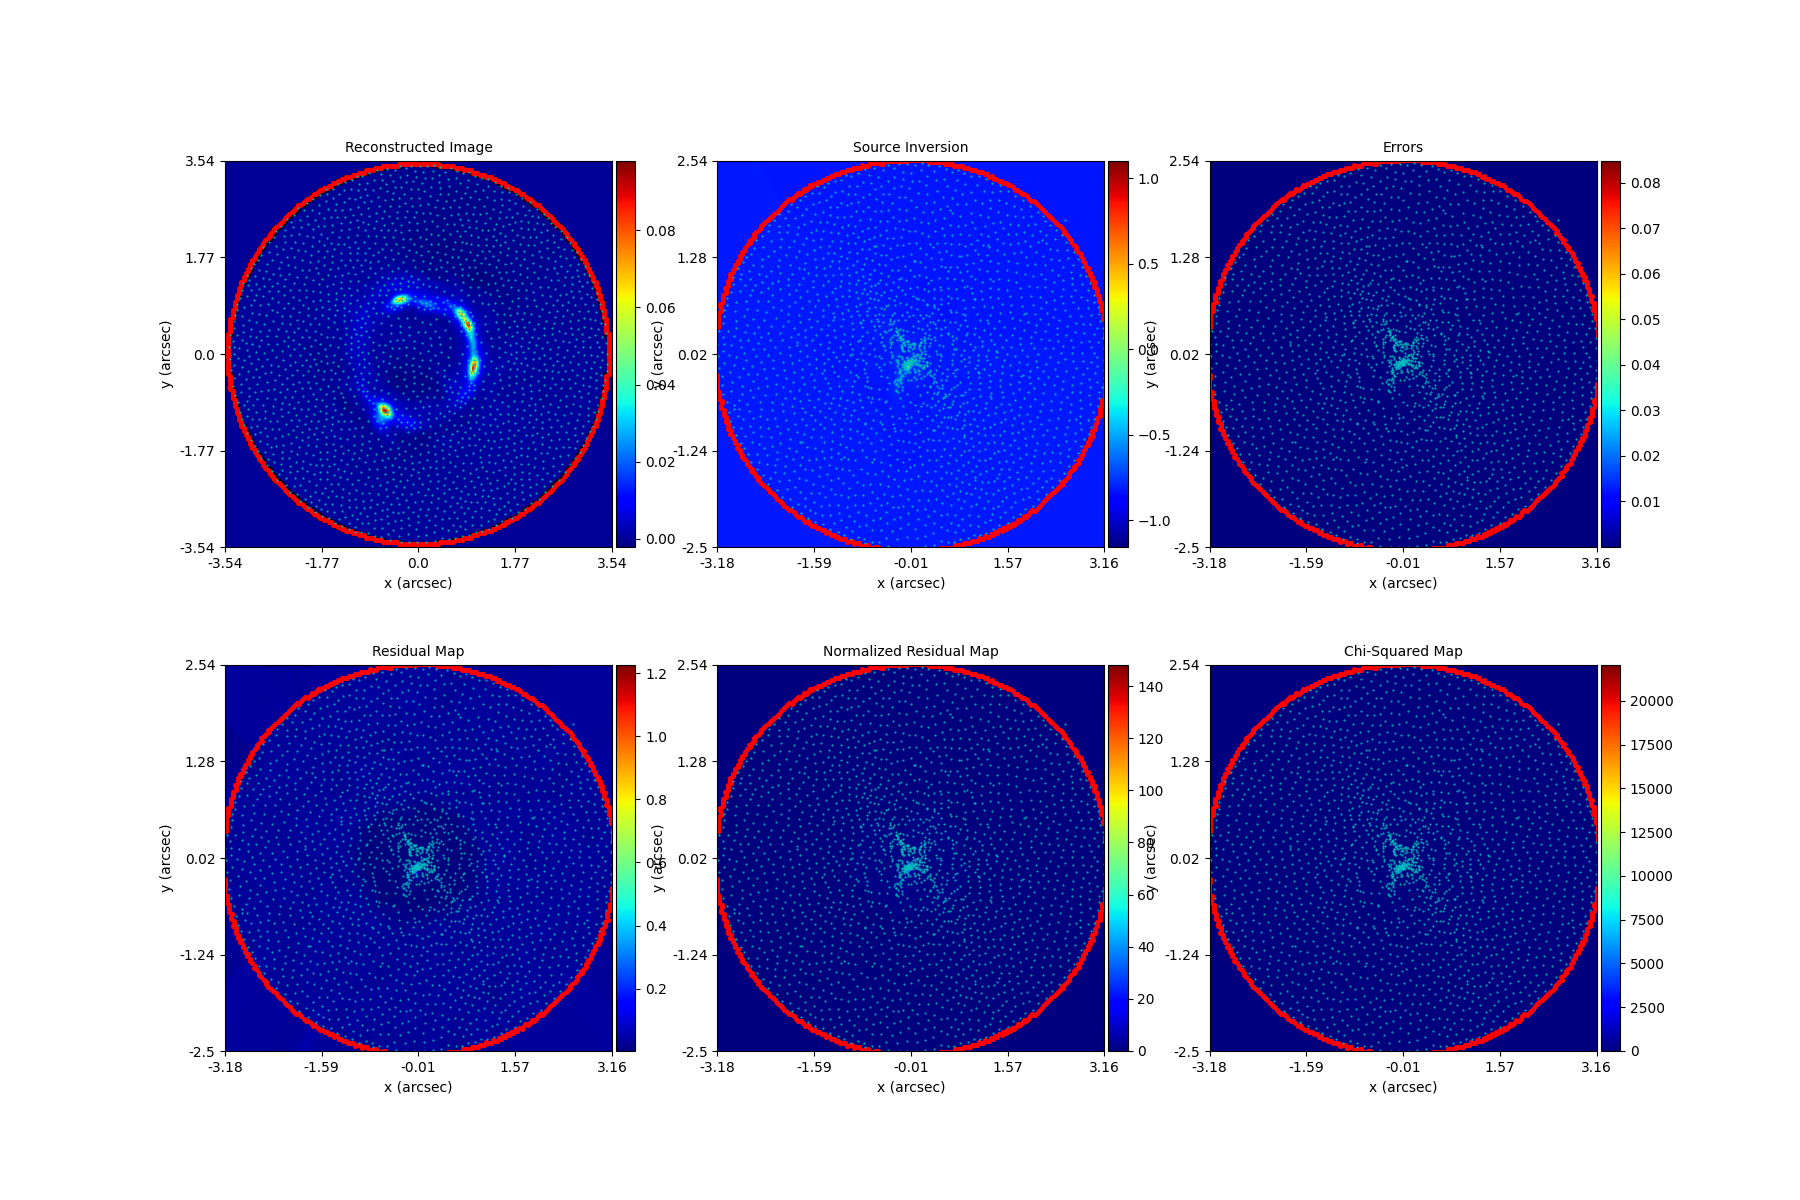 Reconstructed Image
3.54
1.77
0.0
-1.77
-3.54
y (arcsec)
-3.54 -1.77 0.0 1.77 3.54
x (arcsec)
0.08
0.06
0.04
0.02
0.00
Source Inversion
2.54
1.28
0.02
-1.24
-2.5
y (arcsec)
-3.18 -1.59 -0.01 1.57 3.16
x (arcsec)
1.0
0.5
0.0
−0.5
−1.0
Errors
2.54
1.28
0.02
-1.24
-2.5
y (arcsec)
-3.18 -1.59 -0.01 1.57 3.16
x (arcsec)
0.08
0.07
0.06
0.05
0.04
0.03
0.02
0.01
Residual Map
2.54
1.28
0.02
-1.24
-2.5
y (arcsec)
-3.18 -1.59 -0.01 1.57 3.16
x (arcsec)
1.2
1.0
0.8
0.6
0.4
0.2
Normalized Residual Map
2.54
1.28
0.02
-1.24
-2.5
y (arcsec)
-3.18 -1.59 -0.01 1.57 3.16
x (arcsec)
140
120
100
80
60
40
20
0
Chi-Squared Map
2.54
1.28
0.02
-1.24
-2.5
y (arcsec)
-3.18 -1.59 -0.01 1.57 3.16
x (arcsec)
20000
17500
15000
12500
10000
7500
5000
2500
0